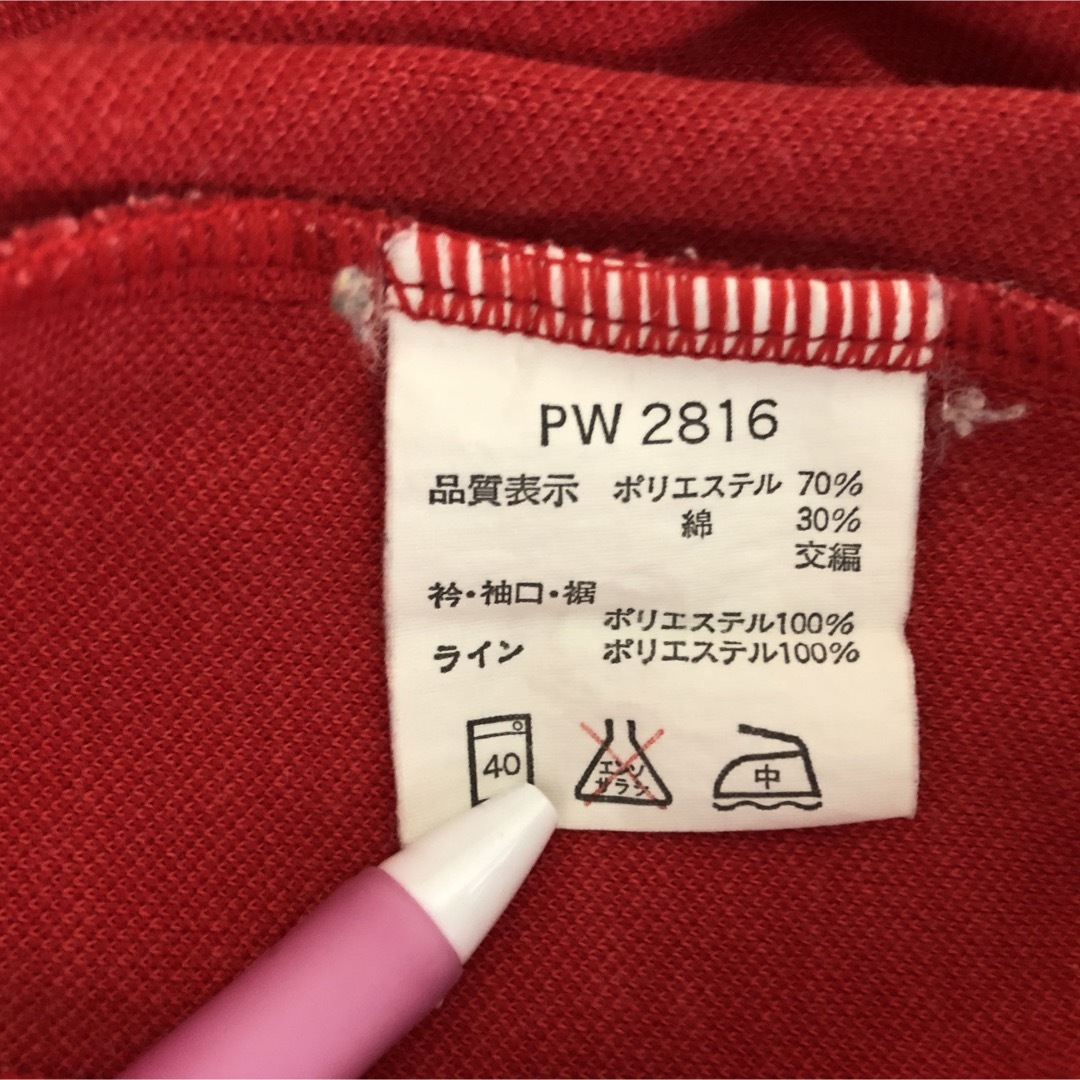 PW 2816
品質表示 ポリエステル 70%
綿 30%
交編
衿・袖口・裾
ポリエステル100%
ライン ポリエステル100%
40
エンソ
サラシ
中